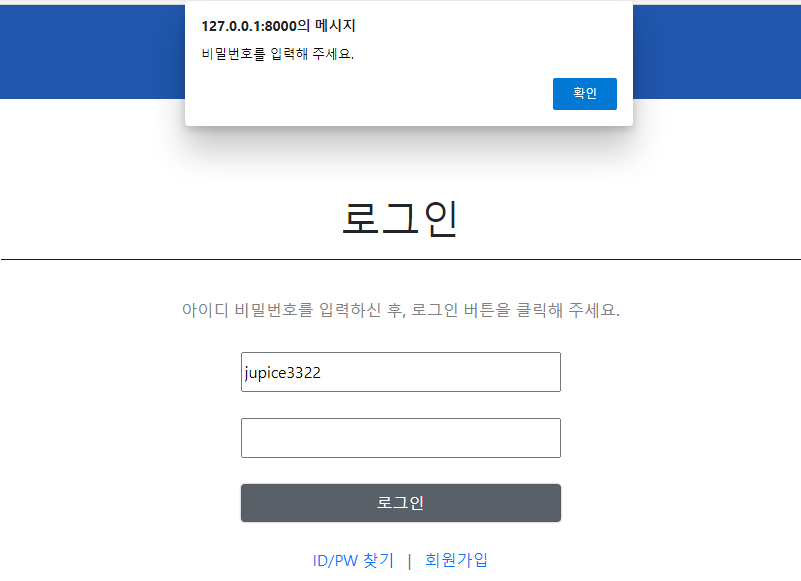 127.0.0.1:8000의 메시지
비밀번호를 입력해 주세요.
확인
로그인
아이디 비밀번호를 입력하신 후, 로그인 버튼을 클릭해 주세요.
jupice3322
로그인
ID/PW 찾기 | 회원가입